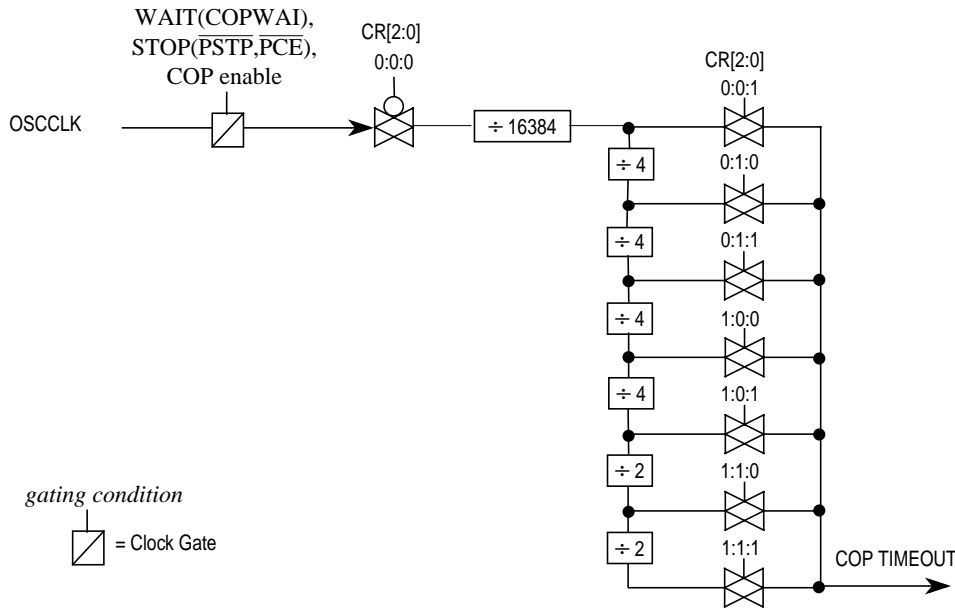 WAIT(COPWAI),
STOP(PSTP,PCE),
COP enable
CR[2:0]
0:0:0
CR[2:0]
0:0:1
OSCCLK
÷ 16384
÷ 4
0:1:0
÷ 4
0:1:1
÷ 4
1:0:0
÷ 4
1:0:1
÷ 2
1:1:0
gating condition
= Clock Gate
÷ 2
1:1:1
COP TIMEOUT